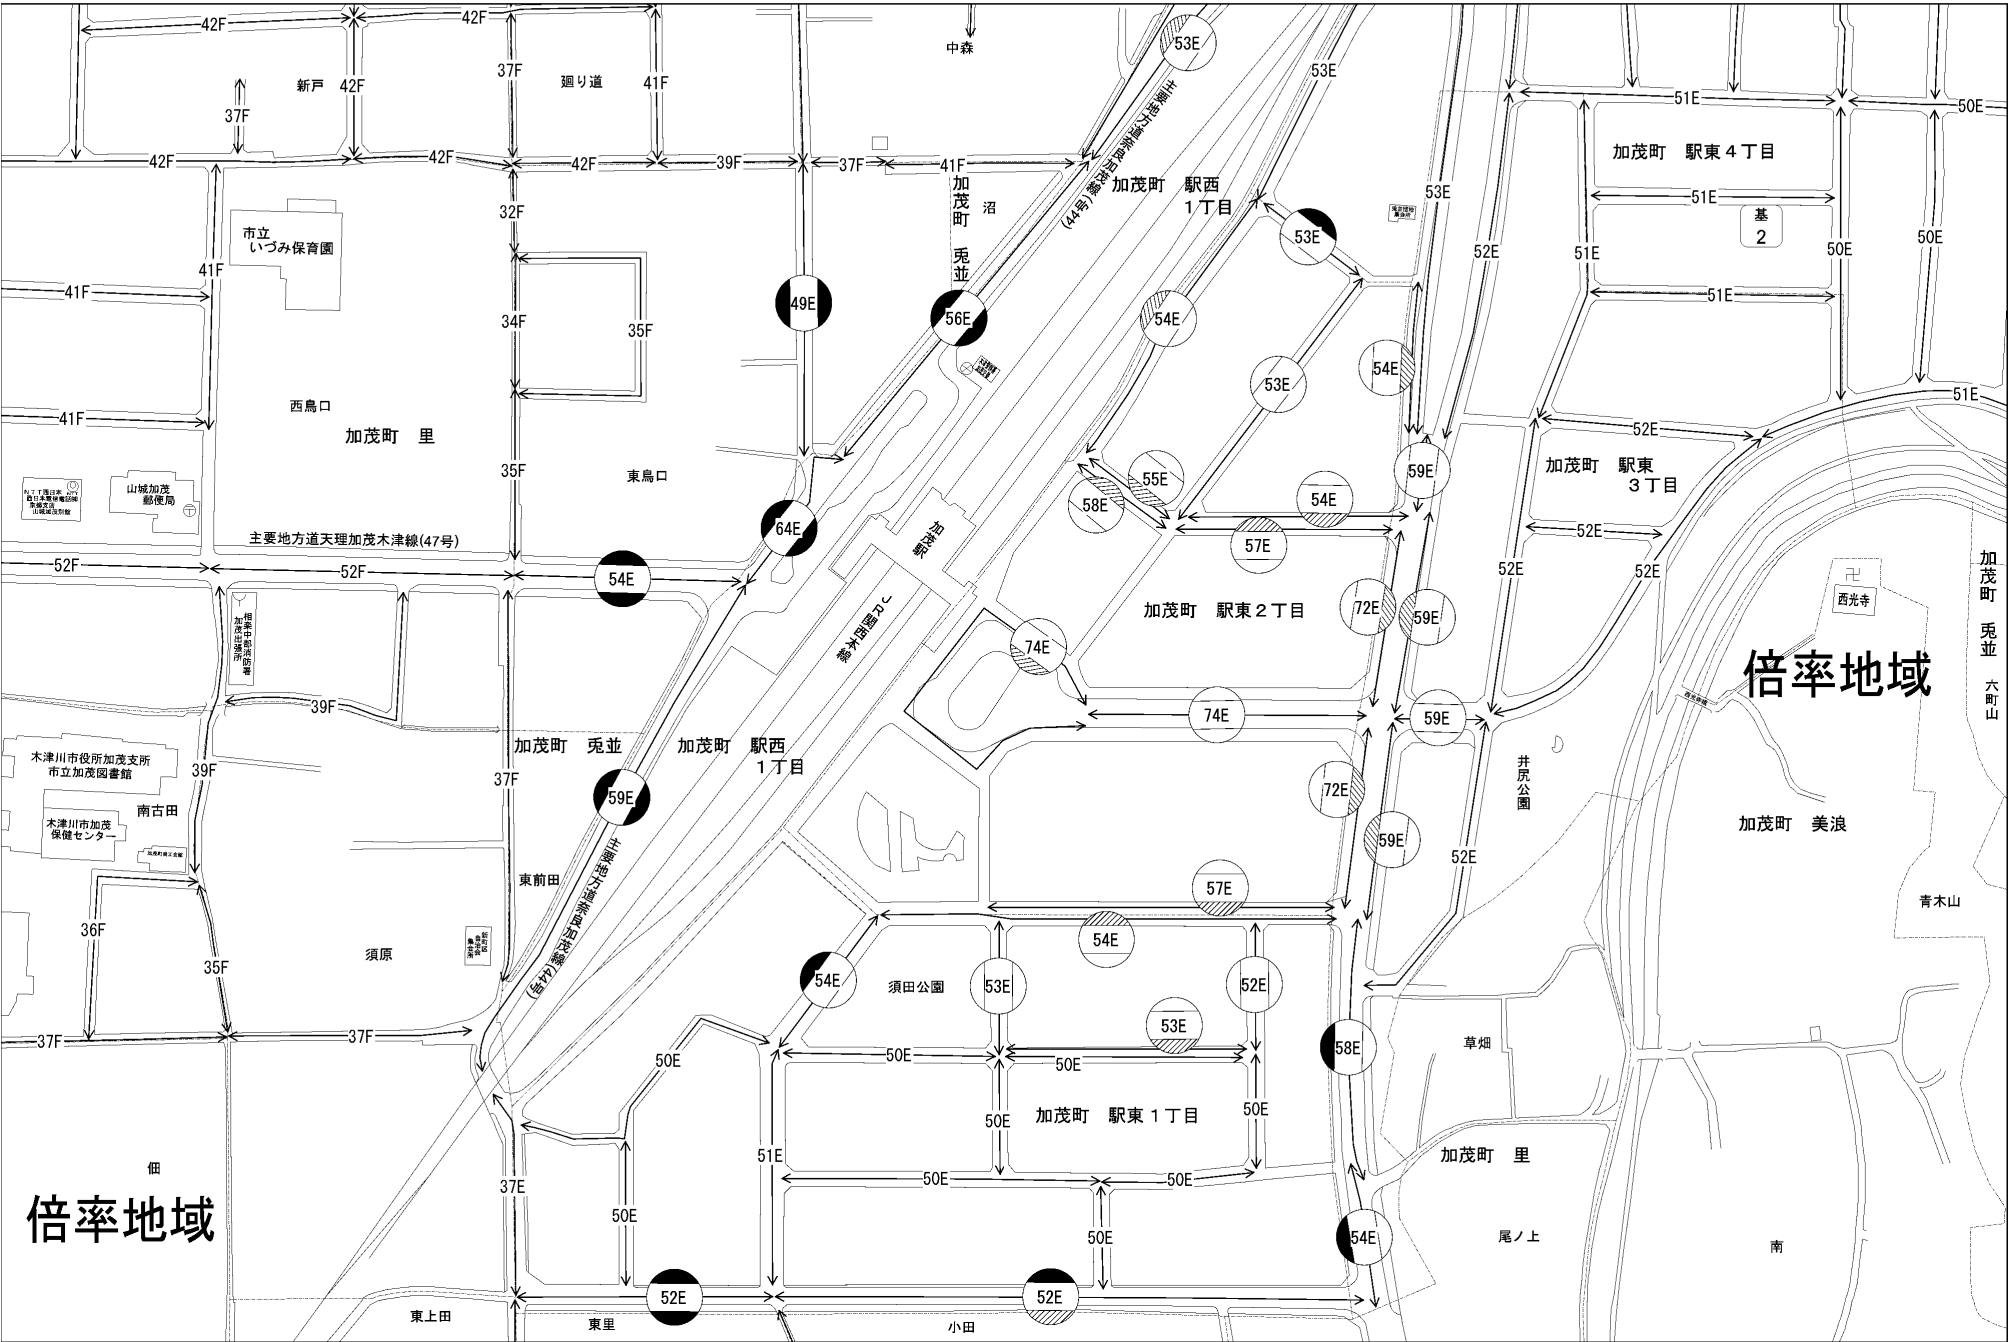 42F
42F
53E
中森
37F
新戸
42F
廻り道
41F
53E
主要地方道奈良加茂線
(44号)
51E
50E
37F
42F
42F
42F
39F
37F
41F
加茂町 兎並
沼
加茂町 駅西
1丁目
53E
加茂町 駅東4丁目
51E
基
2
32F
市立
いづみ保育園
53E
52E
51E
50E
50E
41F
41F
49E
56E
54E
51E
34F
35F
54E
53E
西鳥口
加茂町 里
41F
51E
52E
35F
東鳥口
59E
加茂町 駅東
3丁目
55E
54E
58E
山城加茂
郵便局
64E
加茂駅
57E
52E
主要地方道天理加茂木津線(47号)
52F
52F
54E
52E
52E
加茂町 兎並
六町山
西光寺
相楽中部消防署
加茂出張所
JR関西本線
加茂町 駅東2丁目
72E
59E
74E
倍率地域
39F
74E
59E
加茂町 兎並
加茂町 駅西
1丁目
木津川市役所加茂支所
市立加茂図書館
39F
37F
59E
72E
井尻公園
南古田
木津川市加茂
保健センター
59E
加茂町 美浪
52E
主要地方道奈良加茂線(44号)
東前田
57E
青木山
36F
35F
須原
54E
54E
須田公園
53E
52E
53E
37F
37F
50E
50E
50E
58E
草畑
加茂町 駅東1丁目
50E
50E
51E
加茂町 里
佃
37E
50E
50E
倍率地域
50E
50E
54E
尾ノ上
南
52E
52E
東上田
東里
小田